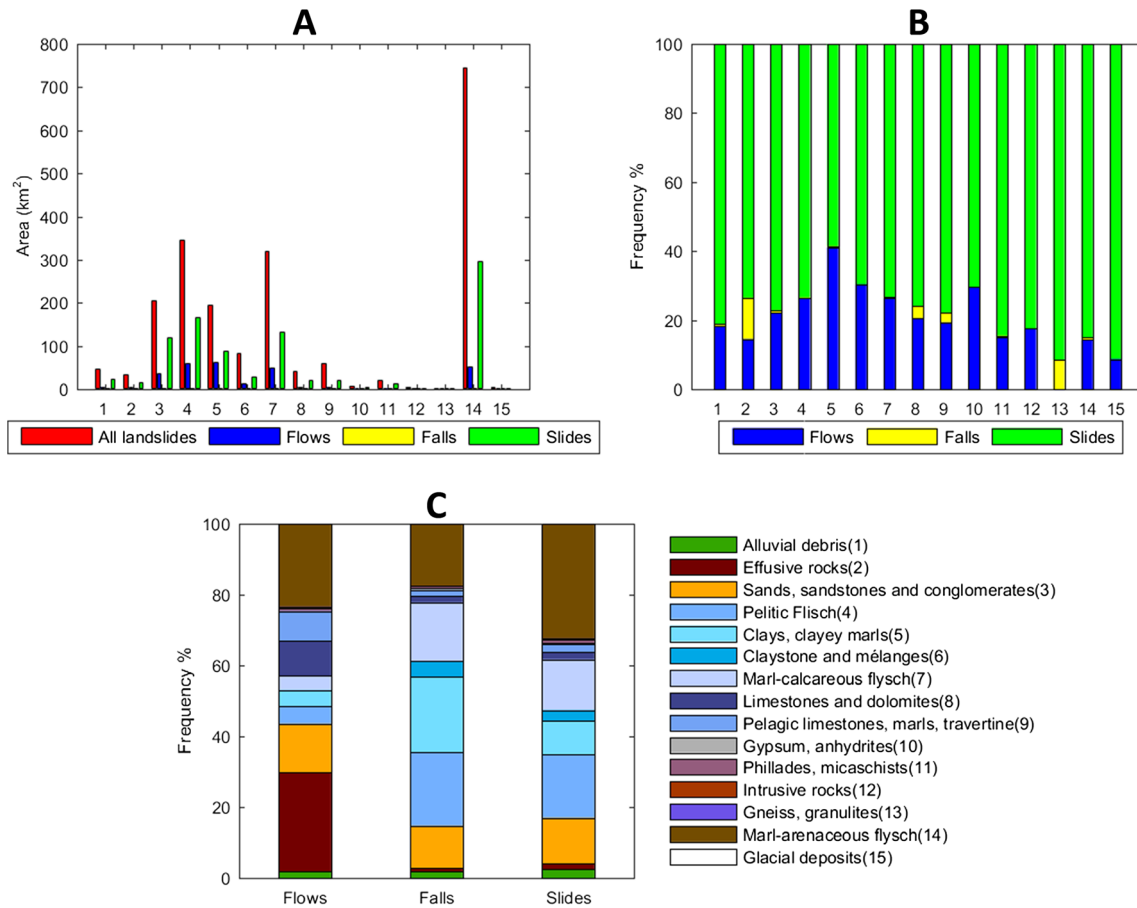 A
800
700
600
500
400
300
200
100
0
Area (km²)
1 2 3 4 5 6 7 8 9 10 11 12 13 14 15
All landslides Flows Falls Slides
B
100
80
60
40
20
0
Frequency %
1 2 3 4 5 6 7 8 9 10 11 12 13 14 15
Flows Falls Slides
C
100
80
60
40
20
0
Frequency %
Flows Falls Slides
Alluvial debris(1)
Effusive rocks(2)
Sands, sandstones and conglomerates(3)
Pelitic Flisch(4)
Clays, clayey marls(5)
Claystone and mélanges(6)
Marl-calcareous flysch(7)
Limestones and dolomites(8)
Pelagic limestones, marls, travertine(9)
Gypsum, anhydrites(10)
Phillades, micaschists(11)
Intrusive rocks(12)
Gneiss, granulites(13)
Marl-arenaceous flysch(14)
Glacial deposits(15)